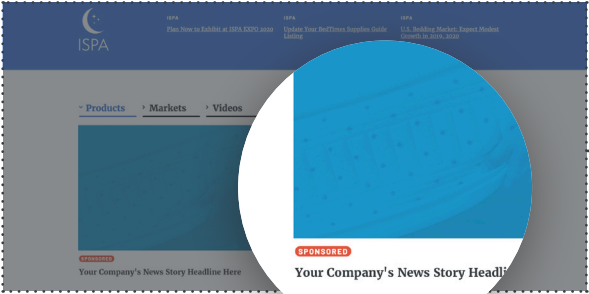 ISPA
ISPA
Plan Now to Exhibit at ISPA EXPO 2020
ISPA
Update Your BedTimes Supplies Guide
Listing
ISPA
U.S. Bedding Market: Expect Modest
Growth in 2019, 2020
Products
Markets
Videos
SPONSORED
Your Company's News Story Headline Here
SPONSORED
Your Company's News Story Headli